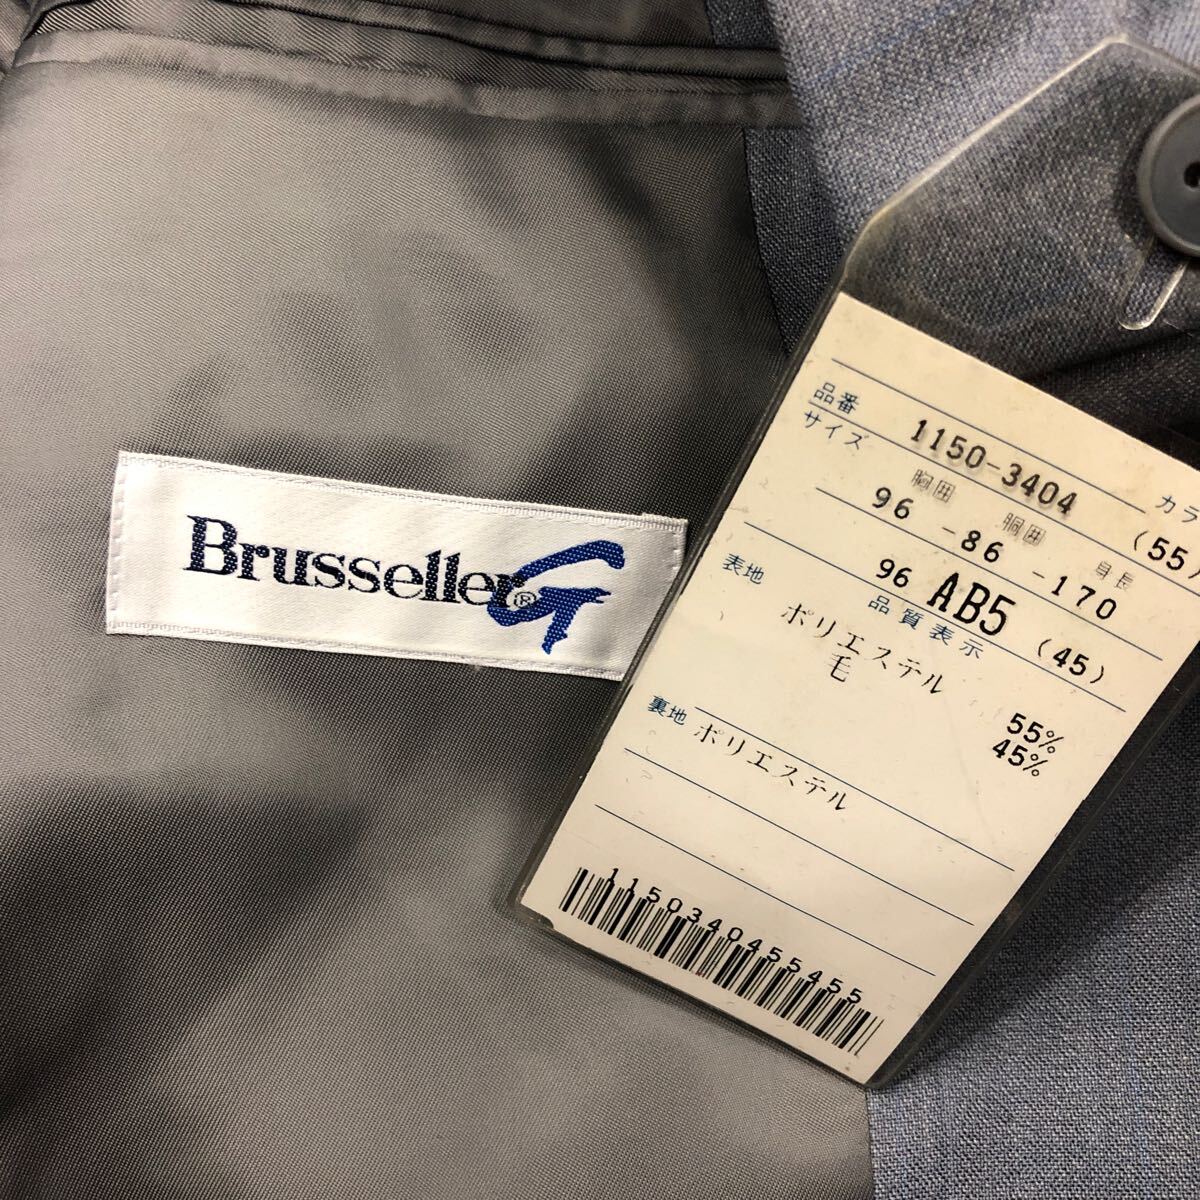 Brusseller® G
品番 1150-3404 カラ (55)
サイズ
胸囲 胴囲 身長
96 -86 -170
96 AB5 (45)
品質表示
表地 ポリエステル 55%
毛 45%
裏地 ポリエステル
1150340455455